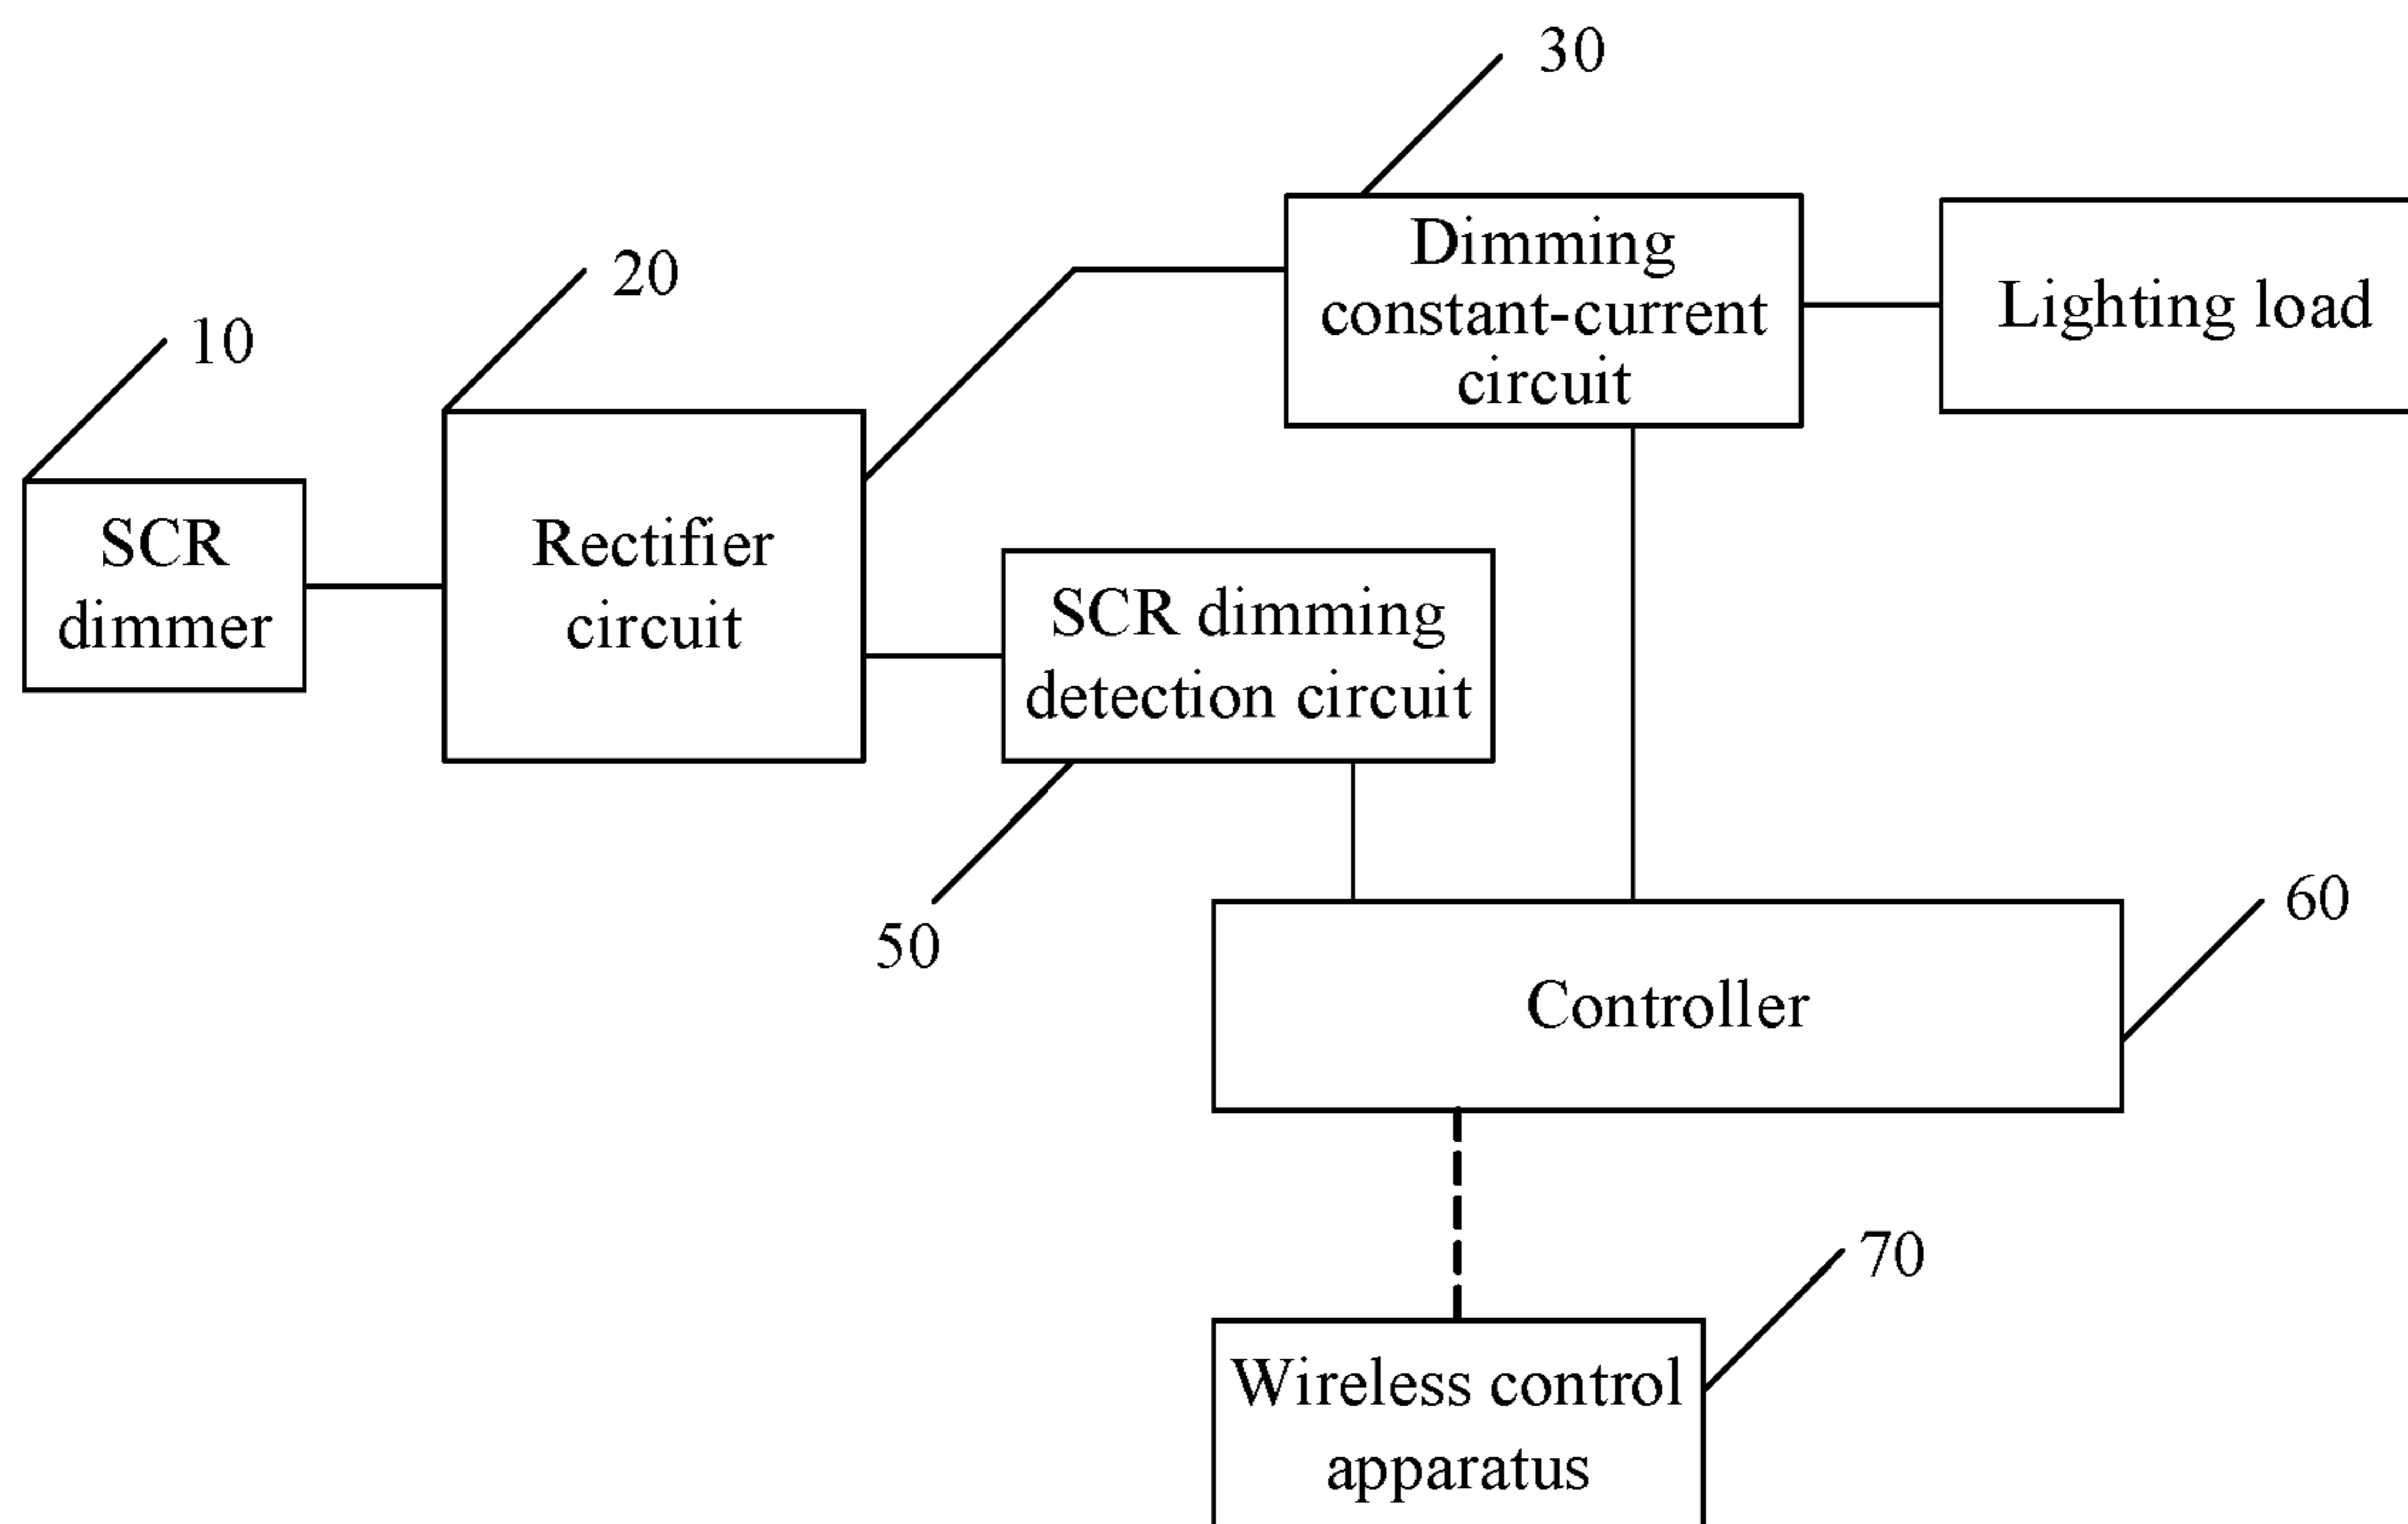 30
Dimming
constant-current
circuit
Lighting load
20
10
SCR
dimmer
Rectifier
circuit
SCR dimming
detection circuit
50
60
Controller
70
Wireless control
apparatus